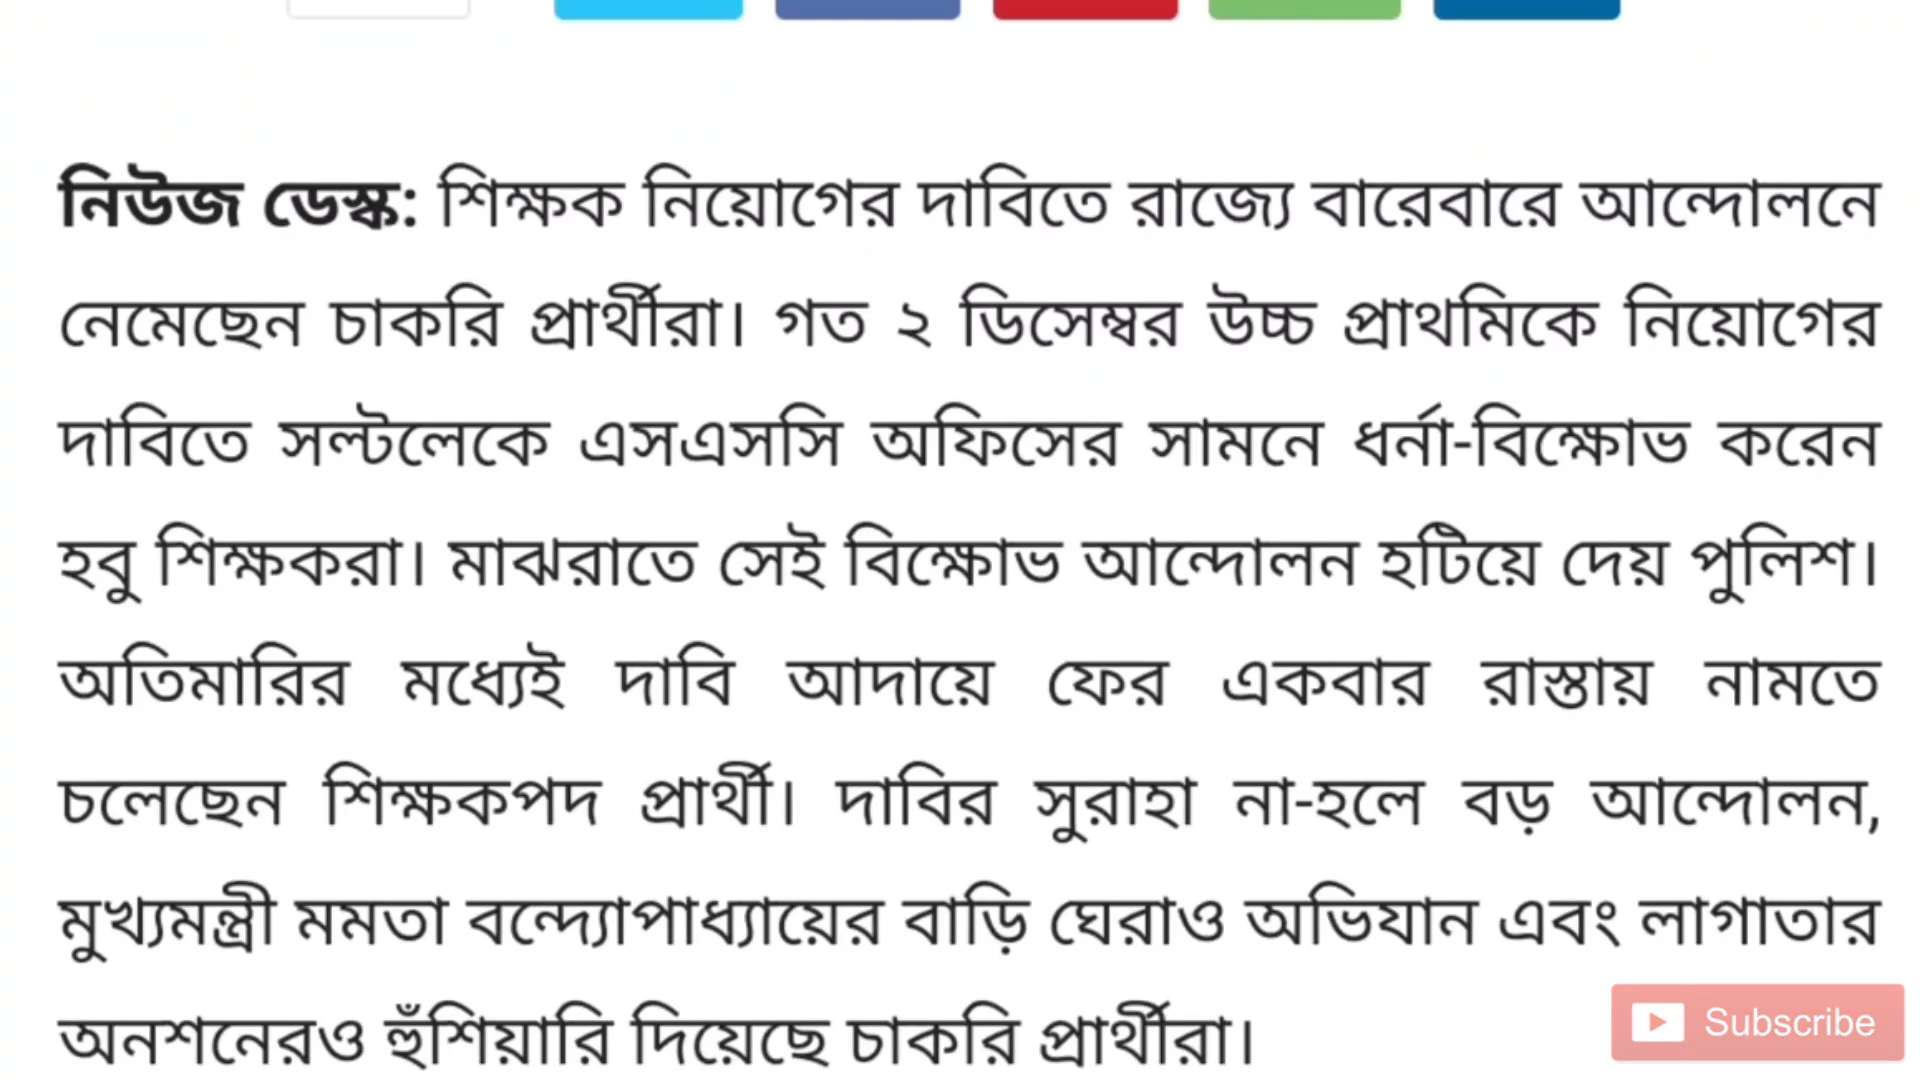 নিউজ ডেস্ক: শিক্ষক নিয়োগের দাবিতে রাজ্যে বারেবারে আন্দোলনে
নেমেছেন চাকরি প্রার্থীরা। গত ২ ডিসেম্বর উচ্চ প্রাথমিকে নিয়োগের
দাবিতে সল্টলেকে এসএসসি অফিসের সামনে ধর্না-বিক্ষোভ করেন
হবু শিক্ষকরা। মাঝরাতে সেই বিক্ষোভ আন্দোলন হটিয়ে দেয় পুলিশ।
অতিমারির মধ্যেই দাবি আদায়ে ফের একবার রাস্তায় নামতে
চলেছেন শিক্ষকপদ প্রার্থী। দাবির সুরাহা না-হলে বড় আন্দোলন,
মুখ্যমন্ত্রী মমতা বন্দ্যোপাধ্যায়ের বাড়ি ঘেরাও অভিযান এবং লাগাতার
অনশনেরও হুঁশিয়ারি দিয়েছে চাকরি প্রার্থীরা।
Subscribe